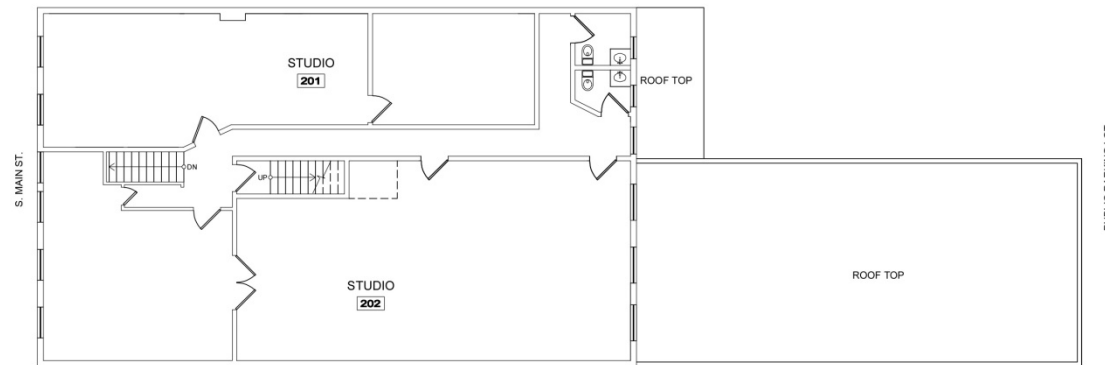 STUDIO
201
ROOF TOP
S. MAIN ST.
DN
UP
STUDIO
202
ROOF TOP